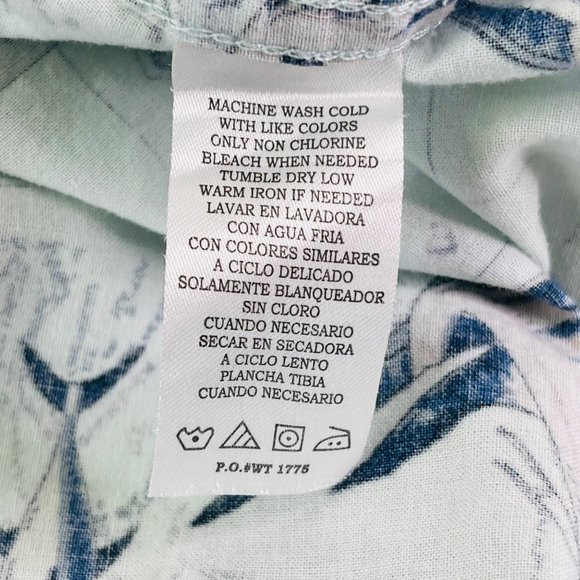 MACHINE WASH COLD
WITH LIKE COLORS
ONLY NON CHLORINE
BLEACH WHEN NEEDED
TUMBLE DRY LOW
WARM IRON IF NEEDED
LAVAR EN LAVADORA
CON AGUA FRIA
CON COLORES SIMILARES
A CICLO DELICADO
SOLAMENTE BLANQUEADOR
SIN CLORO
CUANDO NECESARIO
SECAR EN SECADORA
A CICLO LENTO
PLANCHA TIBIA
CUANDO NECESARIO
P.O.#WT 1775